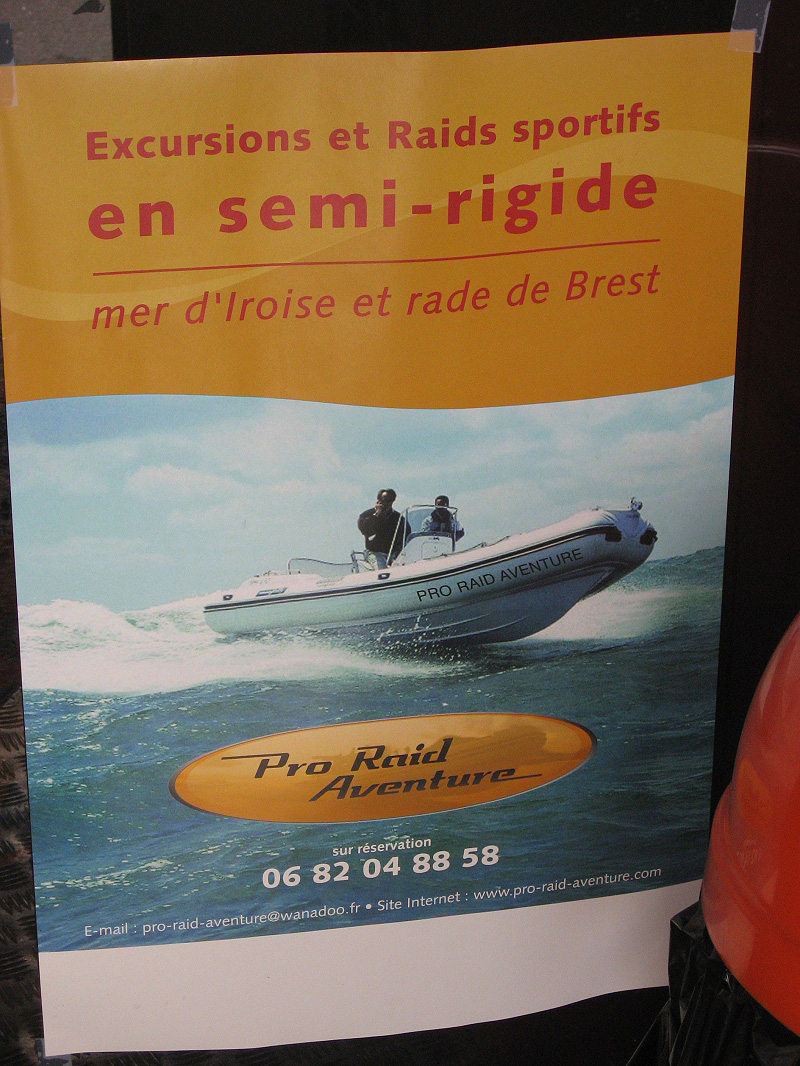 Excursions et Raids sportifs
en semi-rigide
mer d'Iroise et rade de Brest
PRO RAID AVENTURE
Pro Raid
Aventure
sur réservation
06 82 04 88 58
E-mail : pro-raid-aventure@wanadoo.fr • Site Internet : www.pro-raid-aventure.com